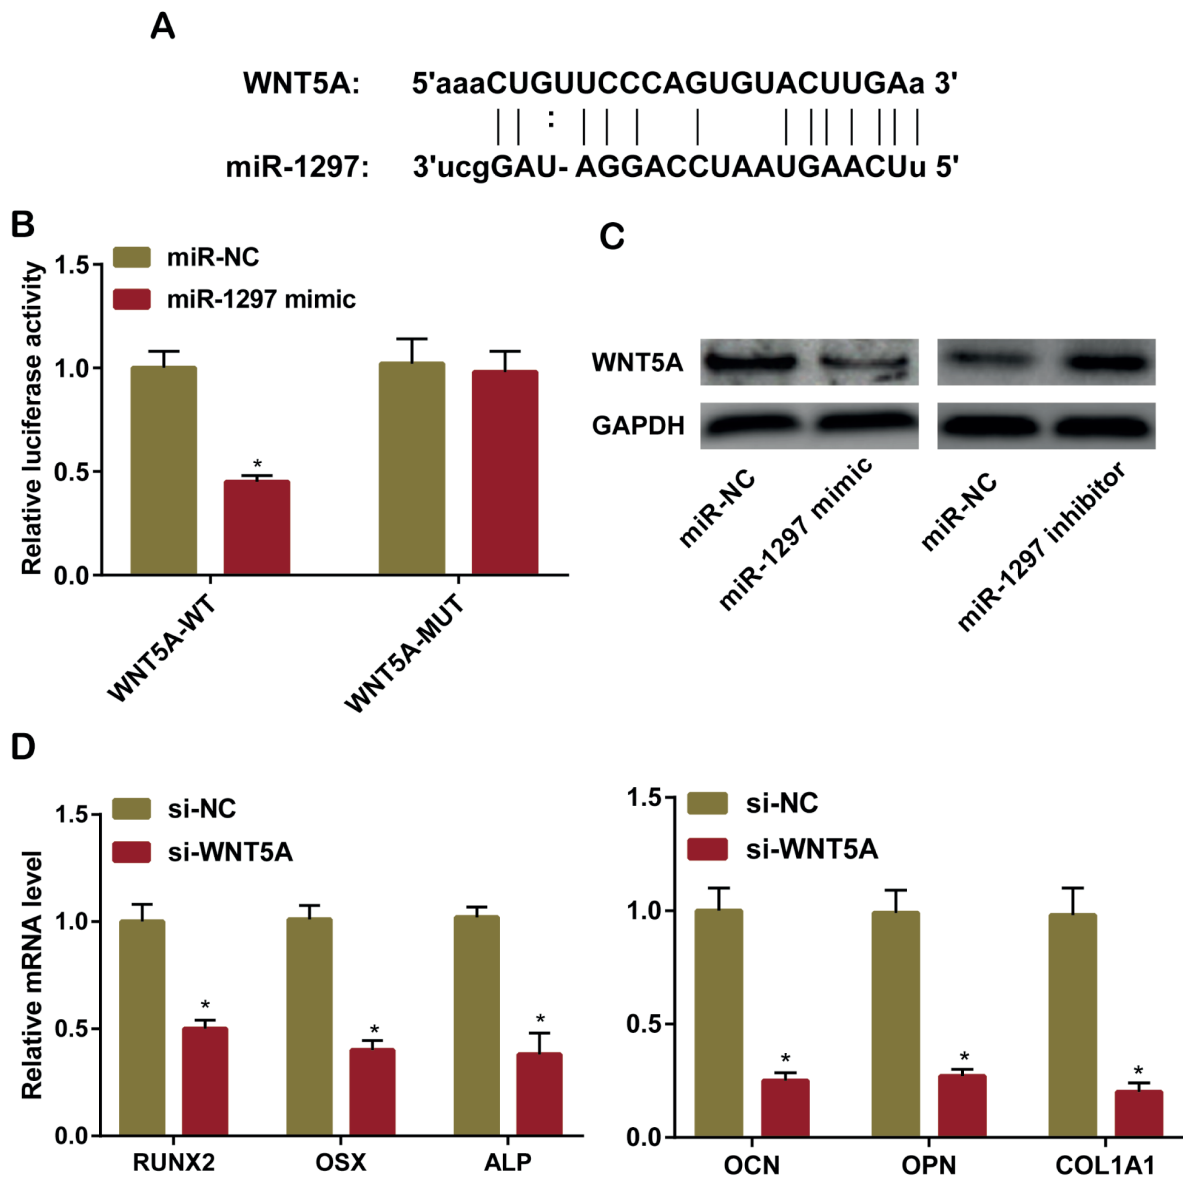 A
WNT5A: 5'aaaCUGUUCCCAGUGUACUUGAa 3'
| | : | | | | | | | | | | |
miR-1297: 3'ucgGAU- AGGACCUAAUGAACUu 5'
B
miR-NC
miR-1297 mimic
Relative luciferase activity
1.5
1.0
0.5
0.0
*
WNT5A-WT
WNT5A-MUT
C
WNT5A
GAPDH
miR-NC
miR-1297 mimic
miR-NC
miR-1297 inhibitor
D
si-NC
si-WNT5A
Relative mRNA level
1.5
1.0
0.5
0.0
*
*
*
RUNX2 OSX ALP
si-NC
si-WNT5A
1.5
1.0
0.5
0.0
*
*
*
OCN OPN COL1A1